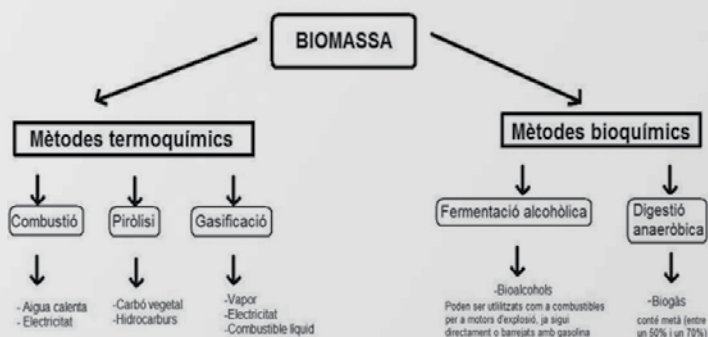 BIOMASSA
Mètodes termoquímics
Mètodes bioquímics
Combustió
Piròlisi
Gasificació
Fermentació alcohòlica
Digestió
anaeròbica
- Aigua calenta
- Electricitat
-Carbó vegetal
-Hidrocarburs
-Vapor
-Electricitat
-Combustible líquid
-Bioalcohols
Poden ser utilitzats com a combustibles
per a motors d'explosió, ja sigui
directament o barrejats amb gasolina
-Biogàs
conté metà (entre
un 50% i un 70%)